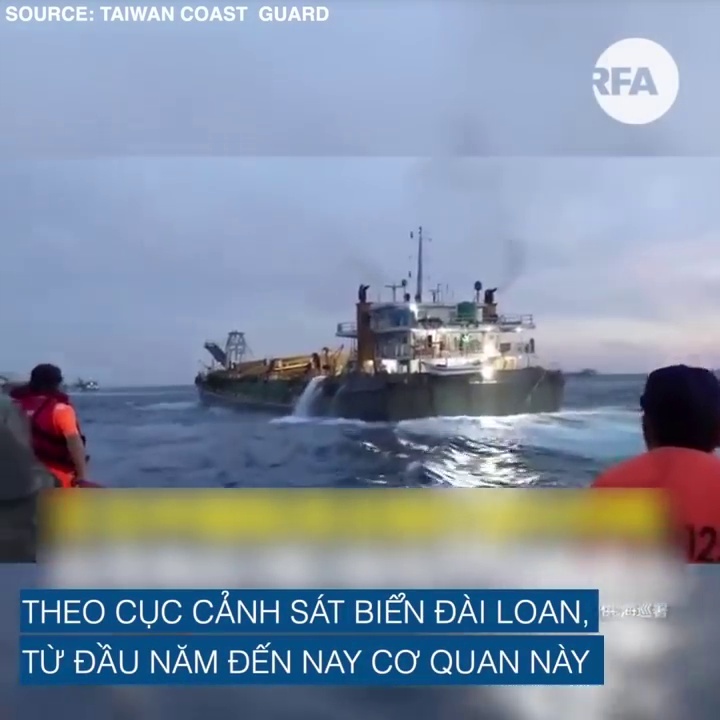 SOURCE: TAIWAN COAST GUARD
RFA
THEO CỤC CẢNH SÁT BIỂN ĐÀI LOAN,
TỪ ĐẦU NĂM ĐẾN NAY CƠ QUAN NÀY
12